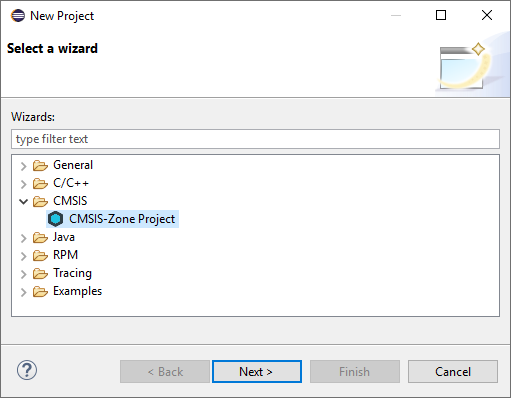 New Project
Select a wizard
Wizards:
type filter text
General
C/C++
CMSIS
CMSIS-Zone Project
Java
RPM
Tracing
Examples
?
< Back
Next >
Finish
Cancel